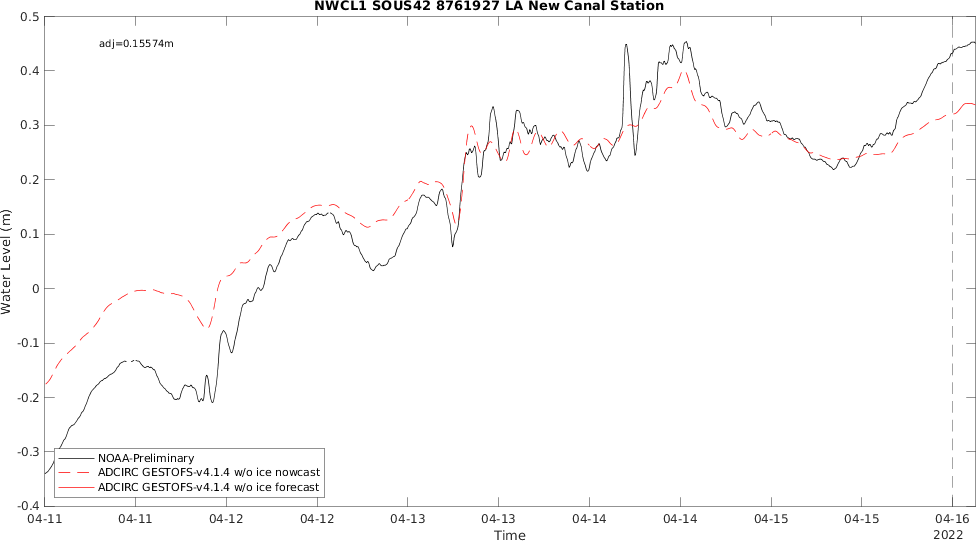 NWCL1 SOUS42 8761927 LA New Canal Station
0.5
adj=0.15574m
0.4
0.3
0.2
0.1
0
-0.1
-0.2
-0.3
-0.4
Water Level (m)
NOAA-Preliminary
ADCIRC GESTOFS-v4.1.4 w/o ice nowcast
ADCIRC GESTOFS-v4.1.4 w/o ice forecast
04-11 04-11 04-12 04-12 04-13 04-13 04-14 04-14 04-15 04-15 04-16
Time
2022